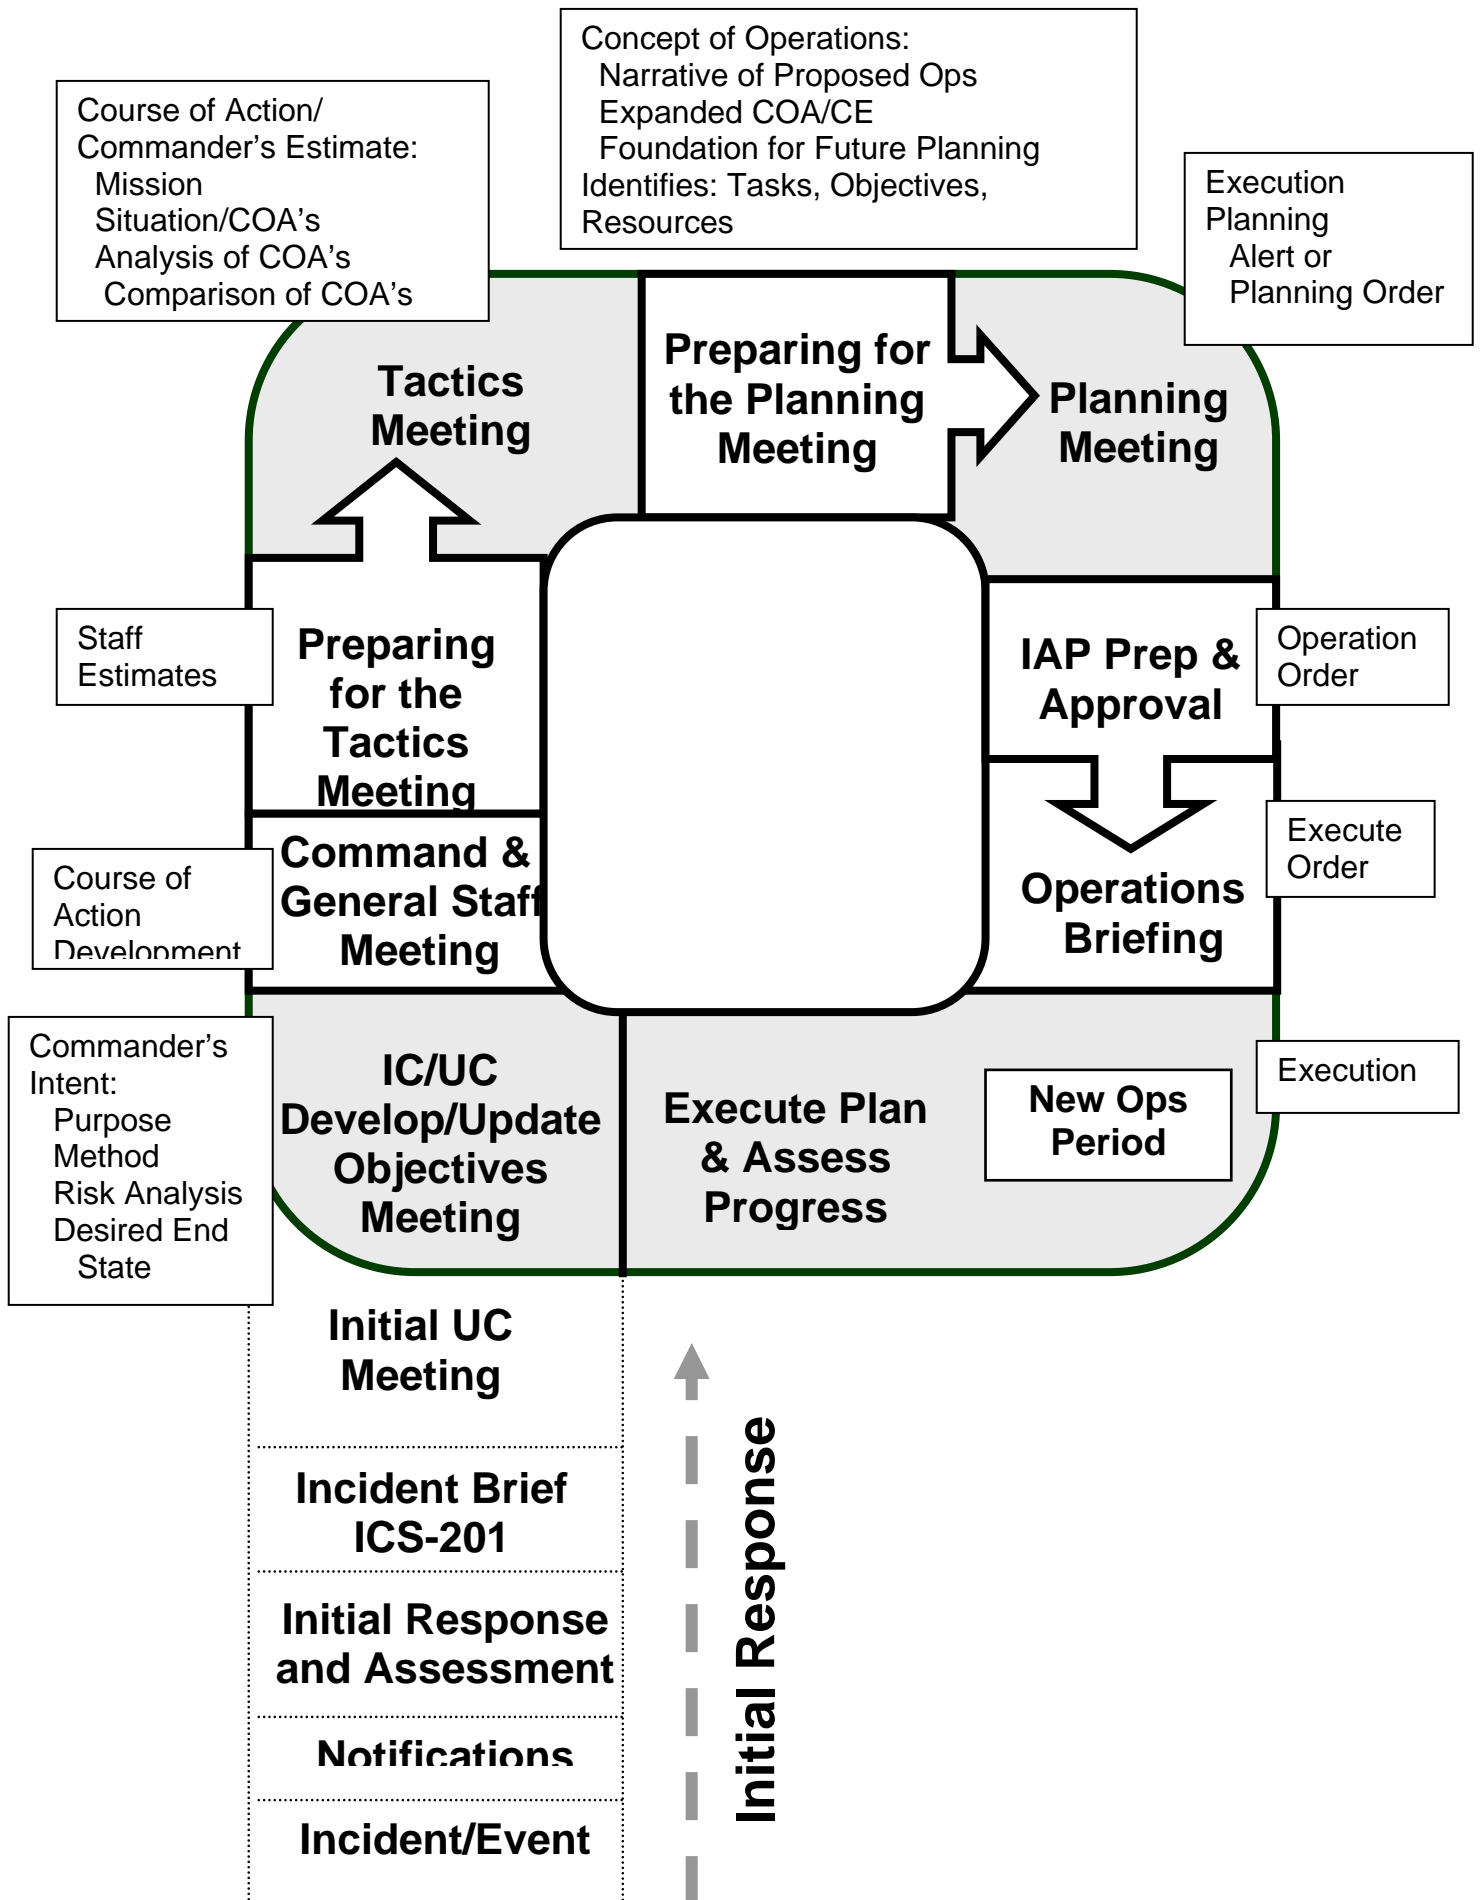 Concept of Operations:
Narrative of Proposed Ops
Expanded COA/CE
Foundation for Future Planning
Identifies: Tasks, Objectives,
Resources
Course of Action/
Commander’s Estimate:
Mission
Situation/COA’s
Analysis of COA’s
Comparison of COA’s
Execution
Planning
Alert or
Planning Order
Tactics
Meeting
Preparing for
the Planning
Meeting
Planning
Meeting
Staff
Estimates
Preparing
for the
Tactics
Meeting
IAP Prep &
Approval
Operation
Order
Course of
Action
Development
Command &
General Staff
Meeting
Execute
Order
Operations
Briefing
Commander’s
Intent:
Purpose
Method
Risk Analysis
Desired End
State
IC/UC
Develop/Update
Objectives
Meeting
Execute Plan
& Assess
Progress
New Ops
Period
Execution
Initial UC
Meeting
Incident Brief
ICS-201
Initial Response
and Assessment
Notifications
Incident/Event
Initial Response